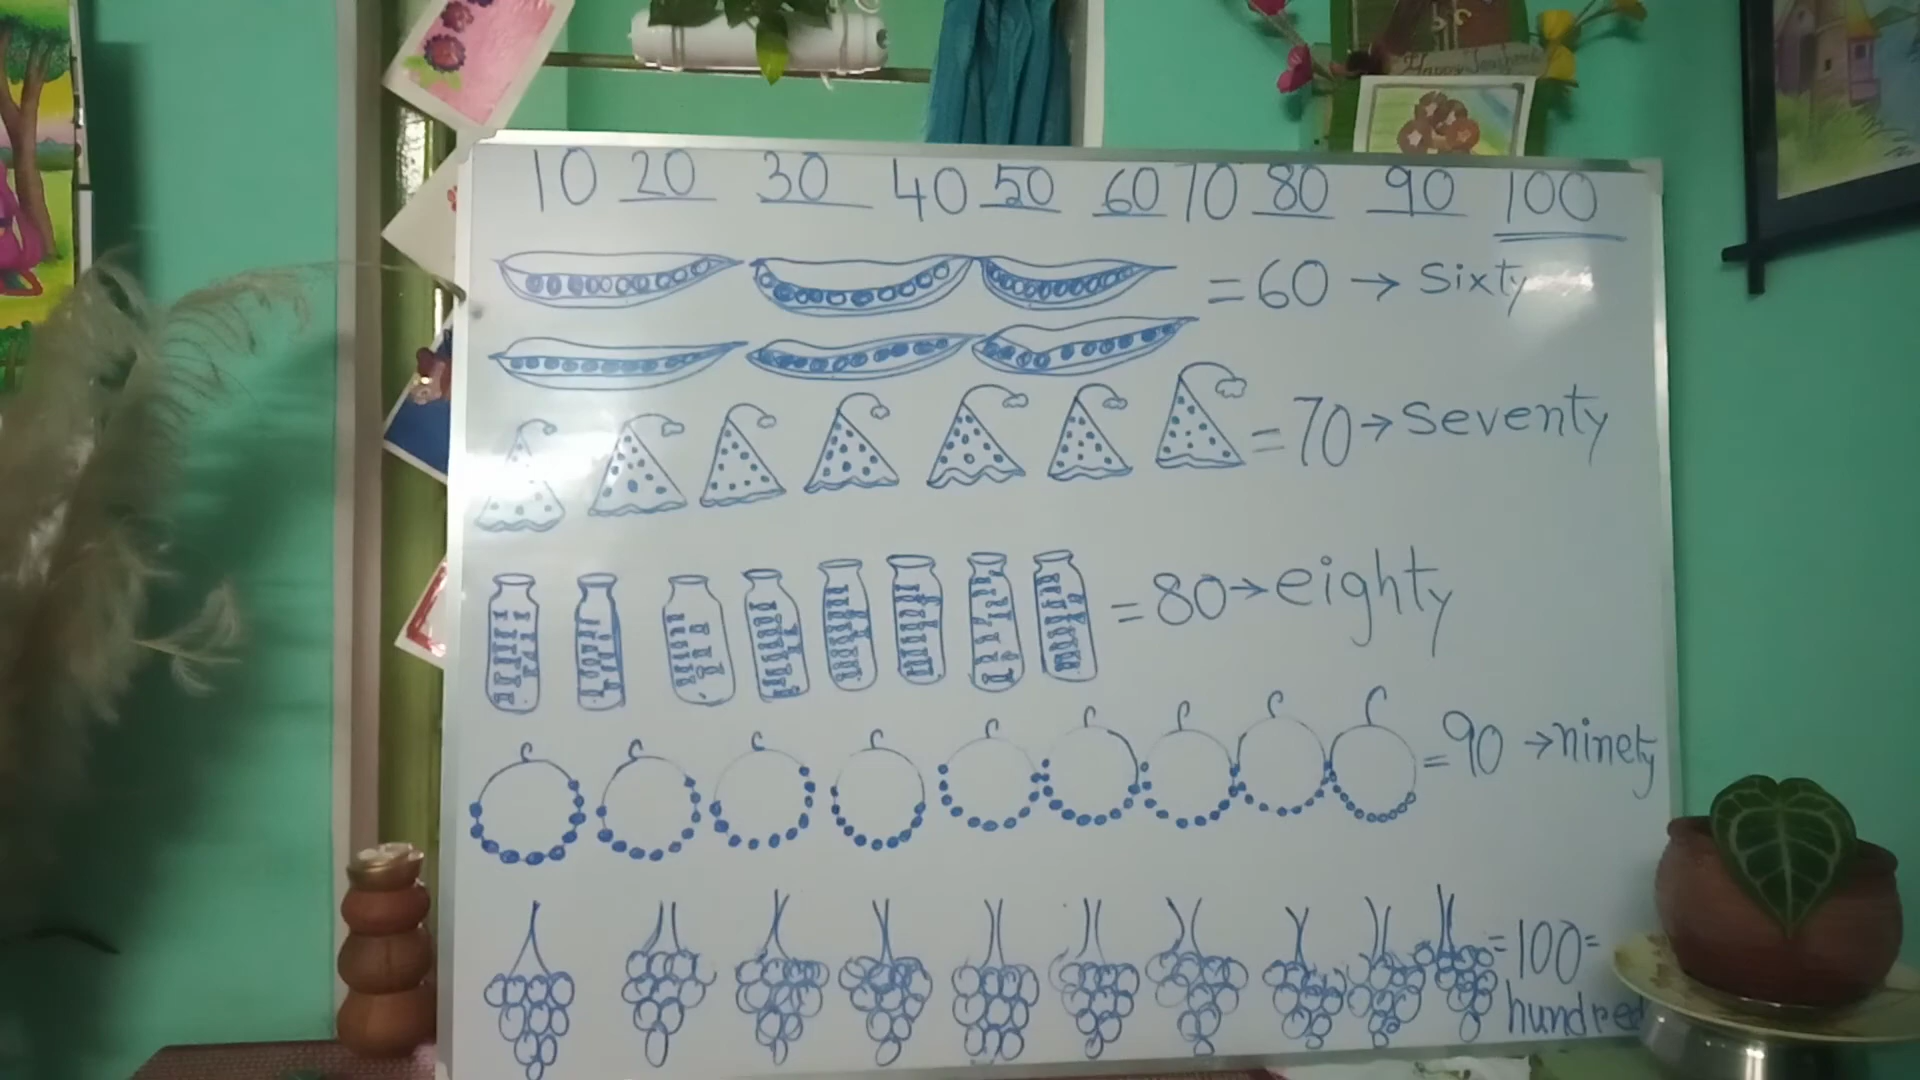 10 20 30 40 50 60 70 80 90 100
=60 → sixty
=70→seventy
=80→eighty
=90 →ninety
=100=
hundred